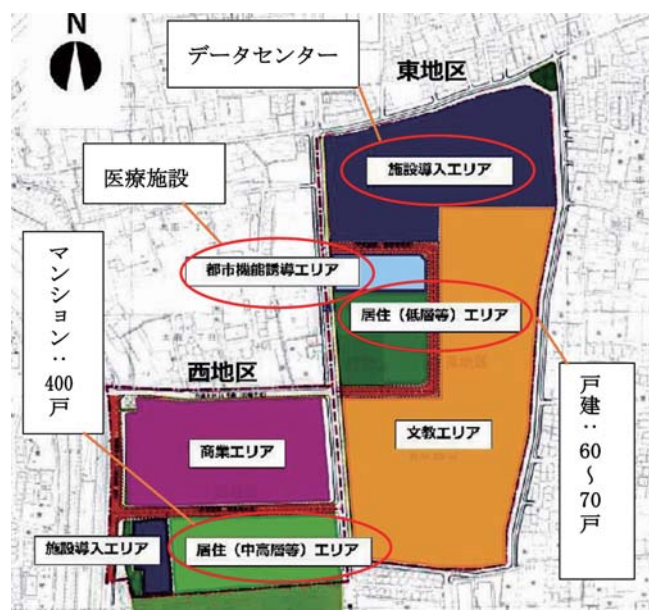 N
データセンター
東地区
施設導入エリア
医療施設
都市機能誘導エリア
居住（低層等）エリア
マンション：400戸
西地区
商業エリア
文教エリア
戸建：60～70戸
施設導入エリア
居住（中高層等）エリア